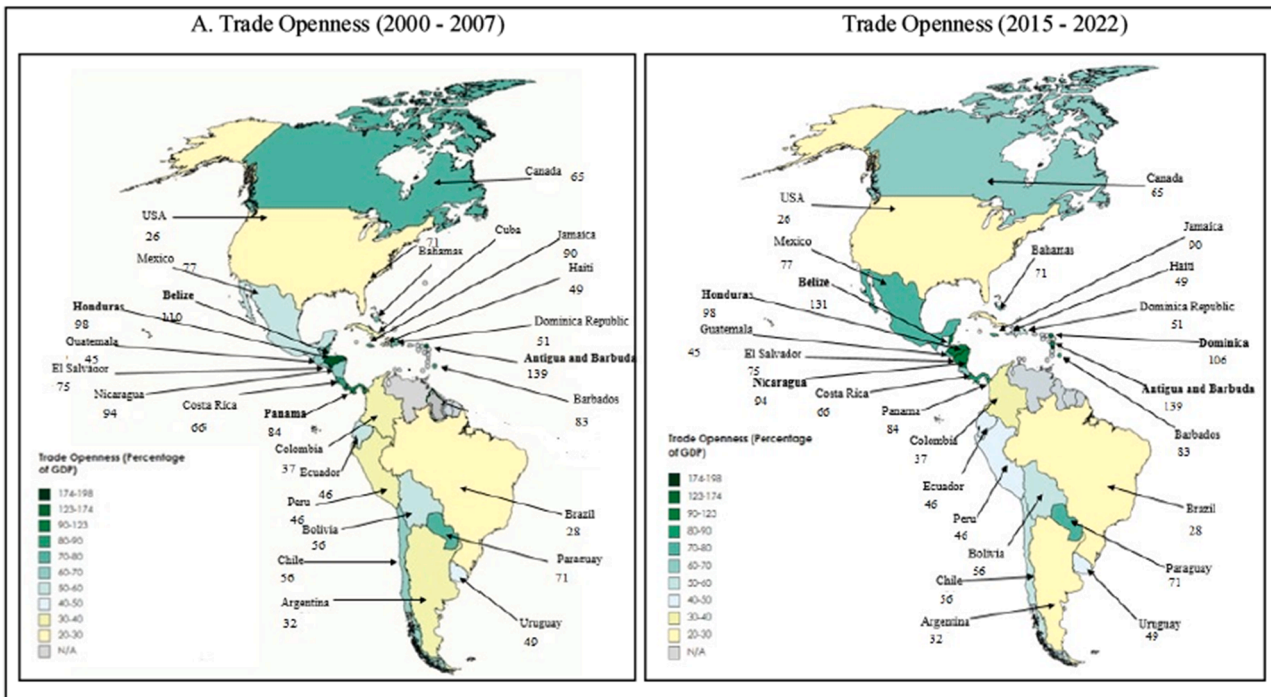 A. Trade Openness (2000 - 2007)
Canada 65
USA
26
Cuba
Jamaica
90
71
Bahamas
Mexico 77
Haiti
49
Belize
110
Honduras
98
Dominica Republic
51
Guatemala
45
Antigua and Barbuda
139
El Salvador
75
Nicaragua
94
Costa Rica
66
Panama
84
Barbados
83
Colombia
37
Ecuador
46
Peru
46
Bolivia
56
Brazil
28
Chile
56
Paraguay
71
Argentina
32
Uruguay
49
Trade Openness (Percentage
of GDP)
174-198
123-174
90-123
80-90
70-80
60-70
50-60
40-50
30-40
20-30
N/A
Trade Openness (2015 - 2022)
Canada
65
USA
26
Jamaica
90
Mexico
77
Bahamas
71
Haiti
49
Belize
131
Honduras
98
Dominica Republic
51
Guatemala
45
Dominika
106
El Salvador
75
Nicaragua
94
Costa Rica
66
Panama
84
Antigua and Barbuda
139
Barbados
83
Colombia
37
Ecuador
46
Peru
46
Brazil
28
Bolivia
56
Paraguay
71
Chile
56
Argentina
32
Uruguay
49
Trade Openness (Percentage
of GDP)
174-198
123-174
90-123
80-90
70-80
60-70
50-60
40-50
30-40
20-30
N/A